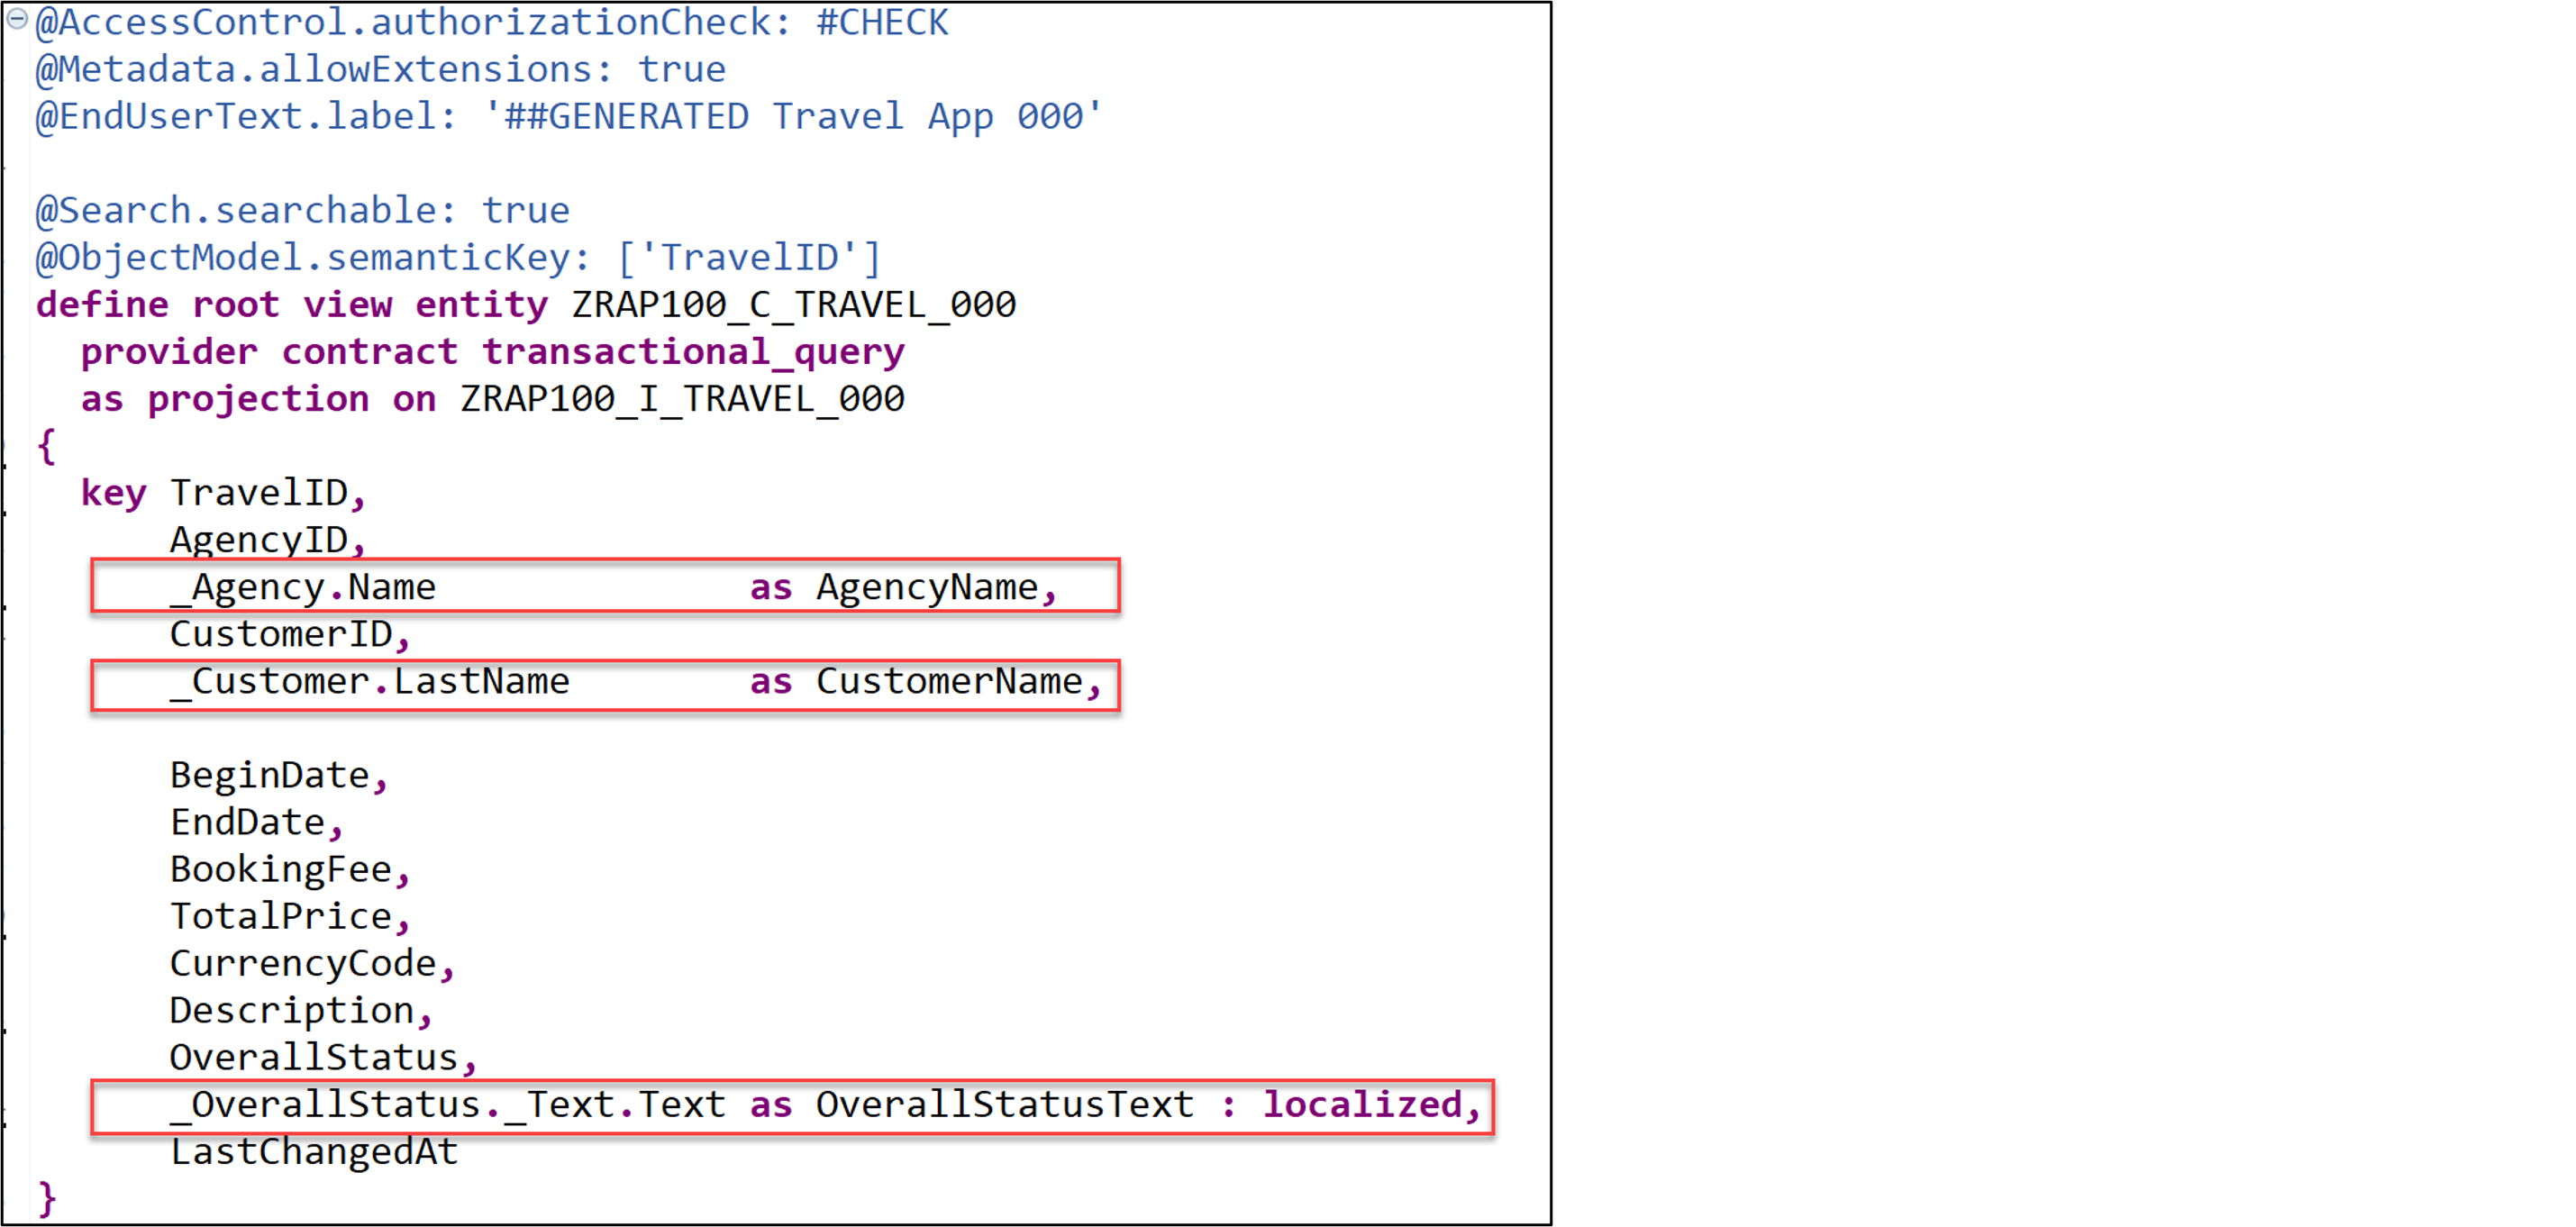 @AccessControl.authorizationCheck: #CHECK
@Metadata.allowExtensions: true
@EndUserText.label: '##GENERATED Travel App 000'
@Search.searchable: true
@ObjectModel.semanticKey: ['TravelID']
define root view entity ZRAP100_C_TRAVEL_000
provider contract transactional_query
as projection on ZRAP100_I_TRAVEL_000
{
key TravelID,
AgencyID,
_Agency.Name as AgencyName,
CustomerID,
_Customer.LastName as CustomerName,
BeginDate,
EndDate,
BookingFee,
TotalPrice,
CurrencyCode,
Description,
OverallStatus,
_OverallStatus._Text.Text as OverallStatusText : localized,
LastChangedAt
}